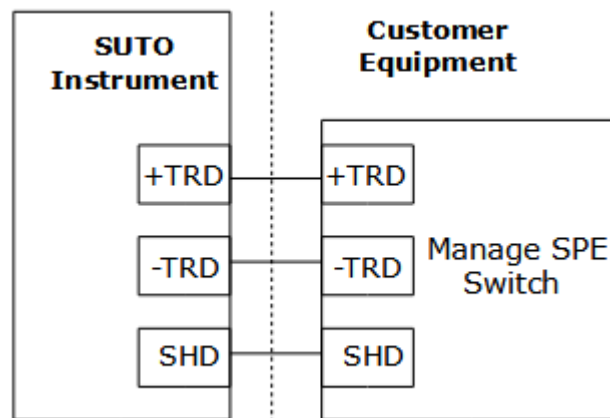 SUTO
Instrument
Customer
Equipment
+TRD
+TRD
-TRD
-TRD
Manage SPE
Switch
SHD
SHD